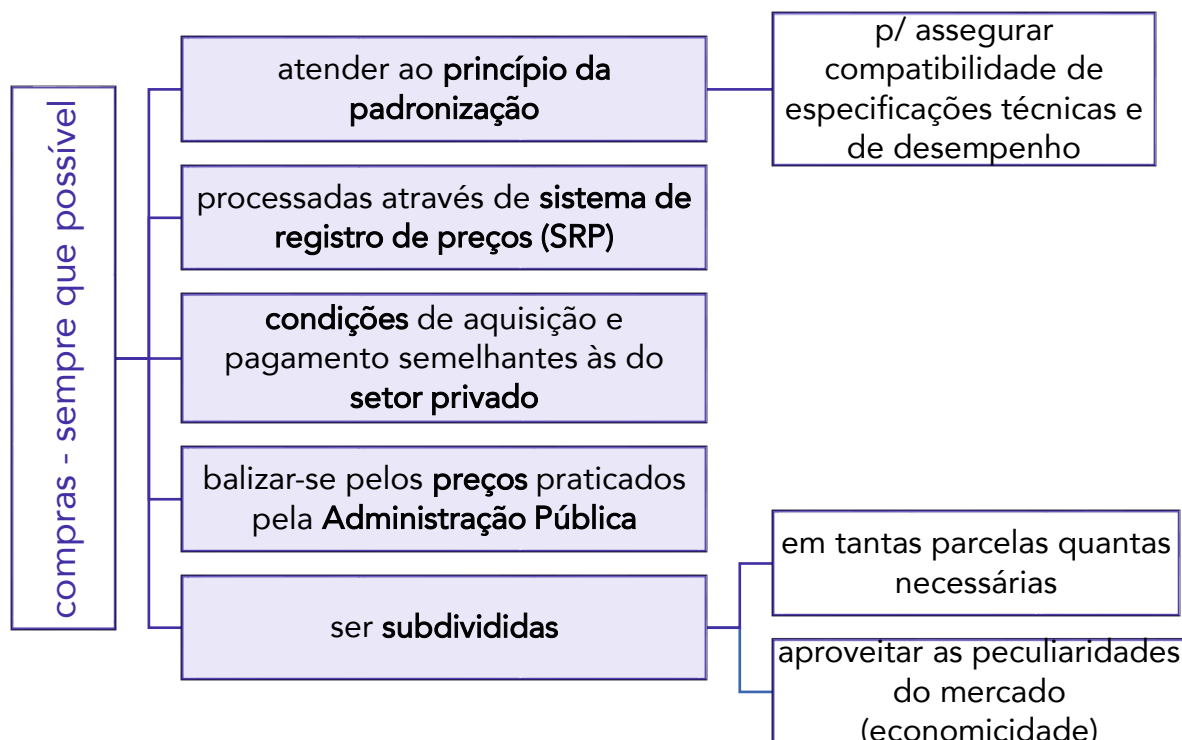 compras - sempre que possível
atender ao princípio da
padronização
p/ assegurar
compatibilidade de
especificações técnicas e
de desempenho
processadas através de sistema de
registro de preços (SRP)
condições de aquisição e
pagamento semelhantes às do
setor privado
balizar-se pelos preços praticados
pela Administração Pública
ser subdivididas
em tantas parcelas quantas
necessárias
aproveitar as peculiaridades
do mercado
(economicidade)